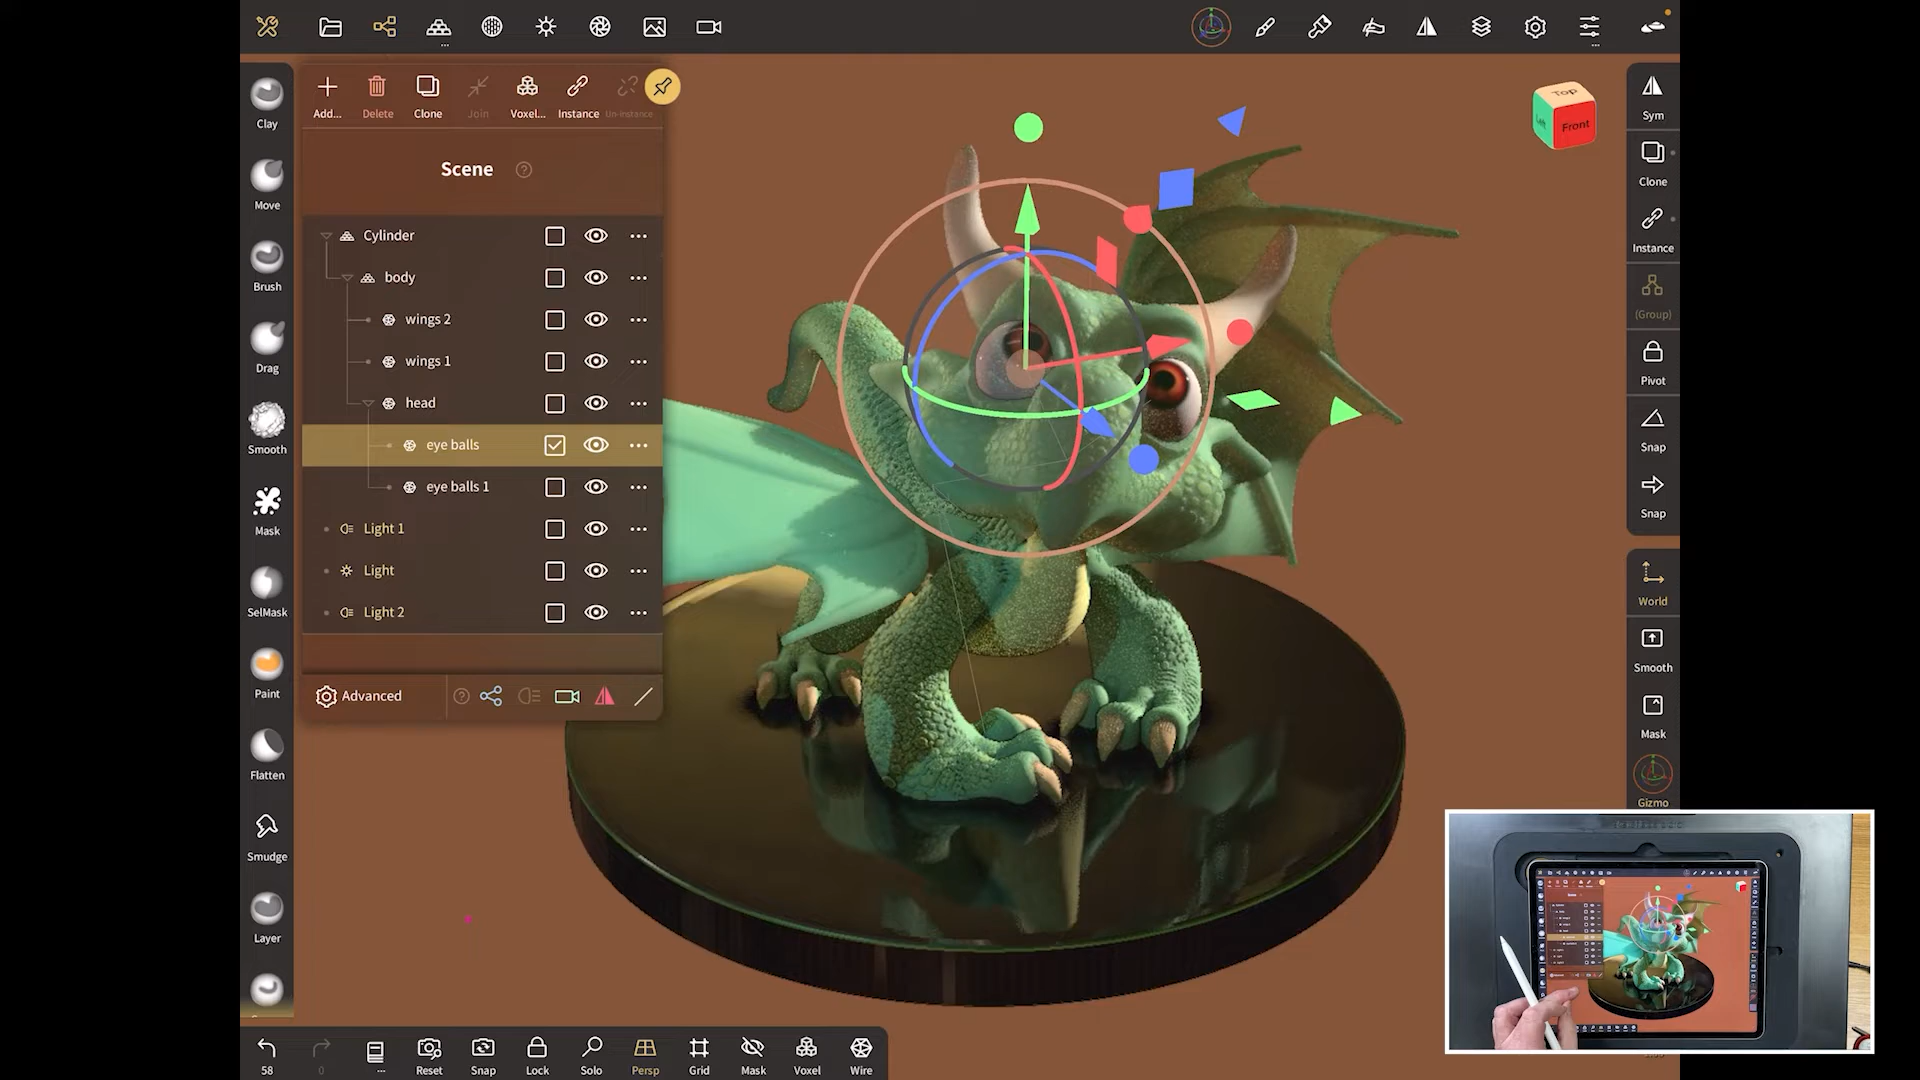 Add...
Delete
Clone
Join
Voxel...
Instance
Un-instance
Scene
Cylinder
body
wings 2
wings 1
head
eye balls
eye balls 1
Light 1
Light
Light 2
Advanced
Clay
Move
Brush
Drag
Smooth
Mask
SelMask
Paint
Flatten
Smudge
Layer
Top
Left
Front
Sym
Clone
Instance
(Group)
Pivot
Snap
Snap
World
Smooth
Mask
Gizmo
58
0
...
Reset
Snap
Lock
Solo
Persp
Grid
Mask
Voxel
Wire